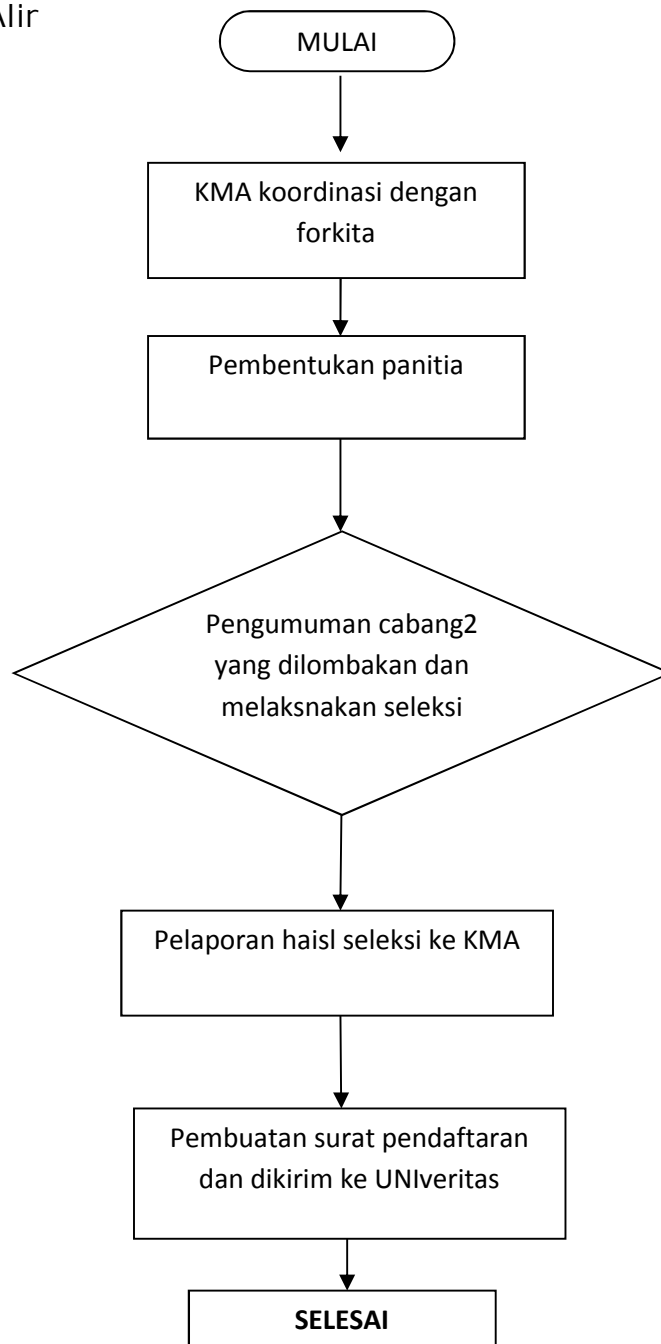 Alir
MULAI
KMA koordinasi dengan
forkita
Pembentukan panitia
Pengumuman cabang2
yang dilombakan dan
melaksnakan seleksi
Pelaporan haisl seleksi ke KMA
Pembuatan surat pendaftaran
dan dikirim ke UNIveritas
SELESAI